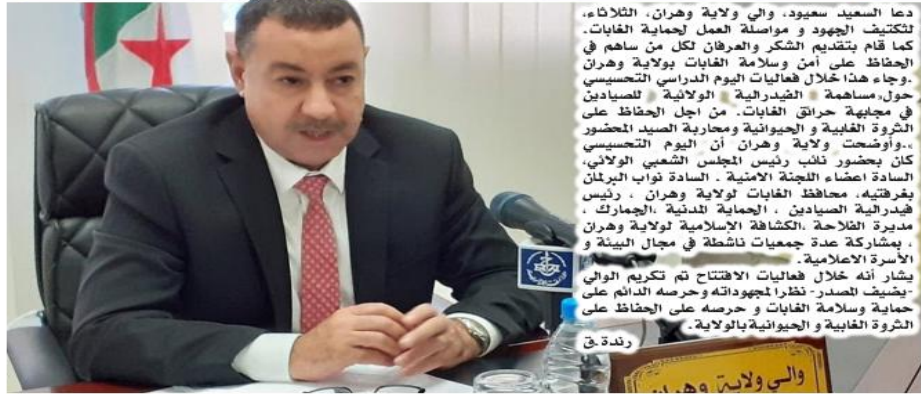 دعا السعيد سعيود، والي ولاية وهران، الثلاثاء،
لتكثيف الجهود و مواصلة العمل لحماية الغابات.
كما قام بتقديم الشكر والعرفان لكل من ساهم في
الحفاظ على أمن وسلامة الغابات بولاية وهران
.وجاء هذا خلال فعاليات اليوم الدراسي التحسيسي
حول،مساهمة الفيدرالية الولائية للصيادين
في مجابهة حرائق الغابات. من اجل الحفاظ على
الثروة الغابية و الحيوانية ومحاربة الصيد المحضور
،.وأوضحت ولاية وهران أن اليوم التحسيسي
كان بحضور نائب رئيس المجلس الشعبي الولائي،
السادة اعضاء اللجنة الامنية . السادة نواب البرلمان
بغرفتيه، محافظ الغابات لولاية وهران ، رئيس
فيدرالية الصيادين ، الحماية المدنية ،الجمارك ،
مديرة الفلاحة ،الكشافة الإسلامية لولاية وهران
، بمشاركة عدة جمعيات ناشطة في مجال البيئة و
الأسرة الاعلامية.
يشار أنه خلال فعاليات الافتتاح تم تكريم الوالي
-يضيف المصدر- نظرا لمجهوداته وحرصه الدائم على
حماية وسلامة الغابات و حرصه على الحفاظ على
الثروة الغابية و الحيوانية بالولاية.
رندة.ق
والي ولاية وهران